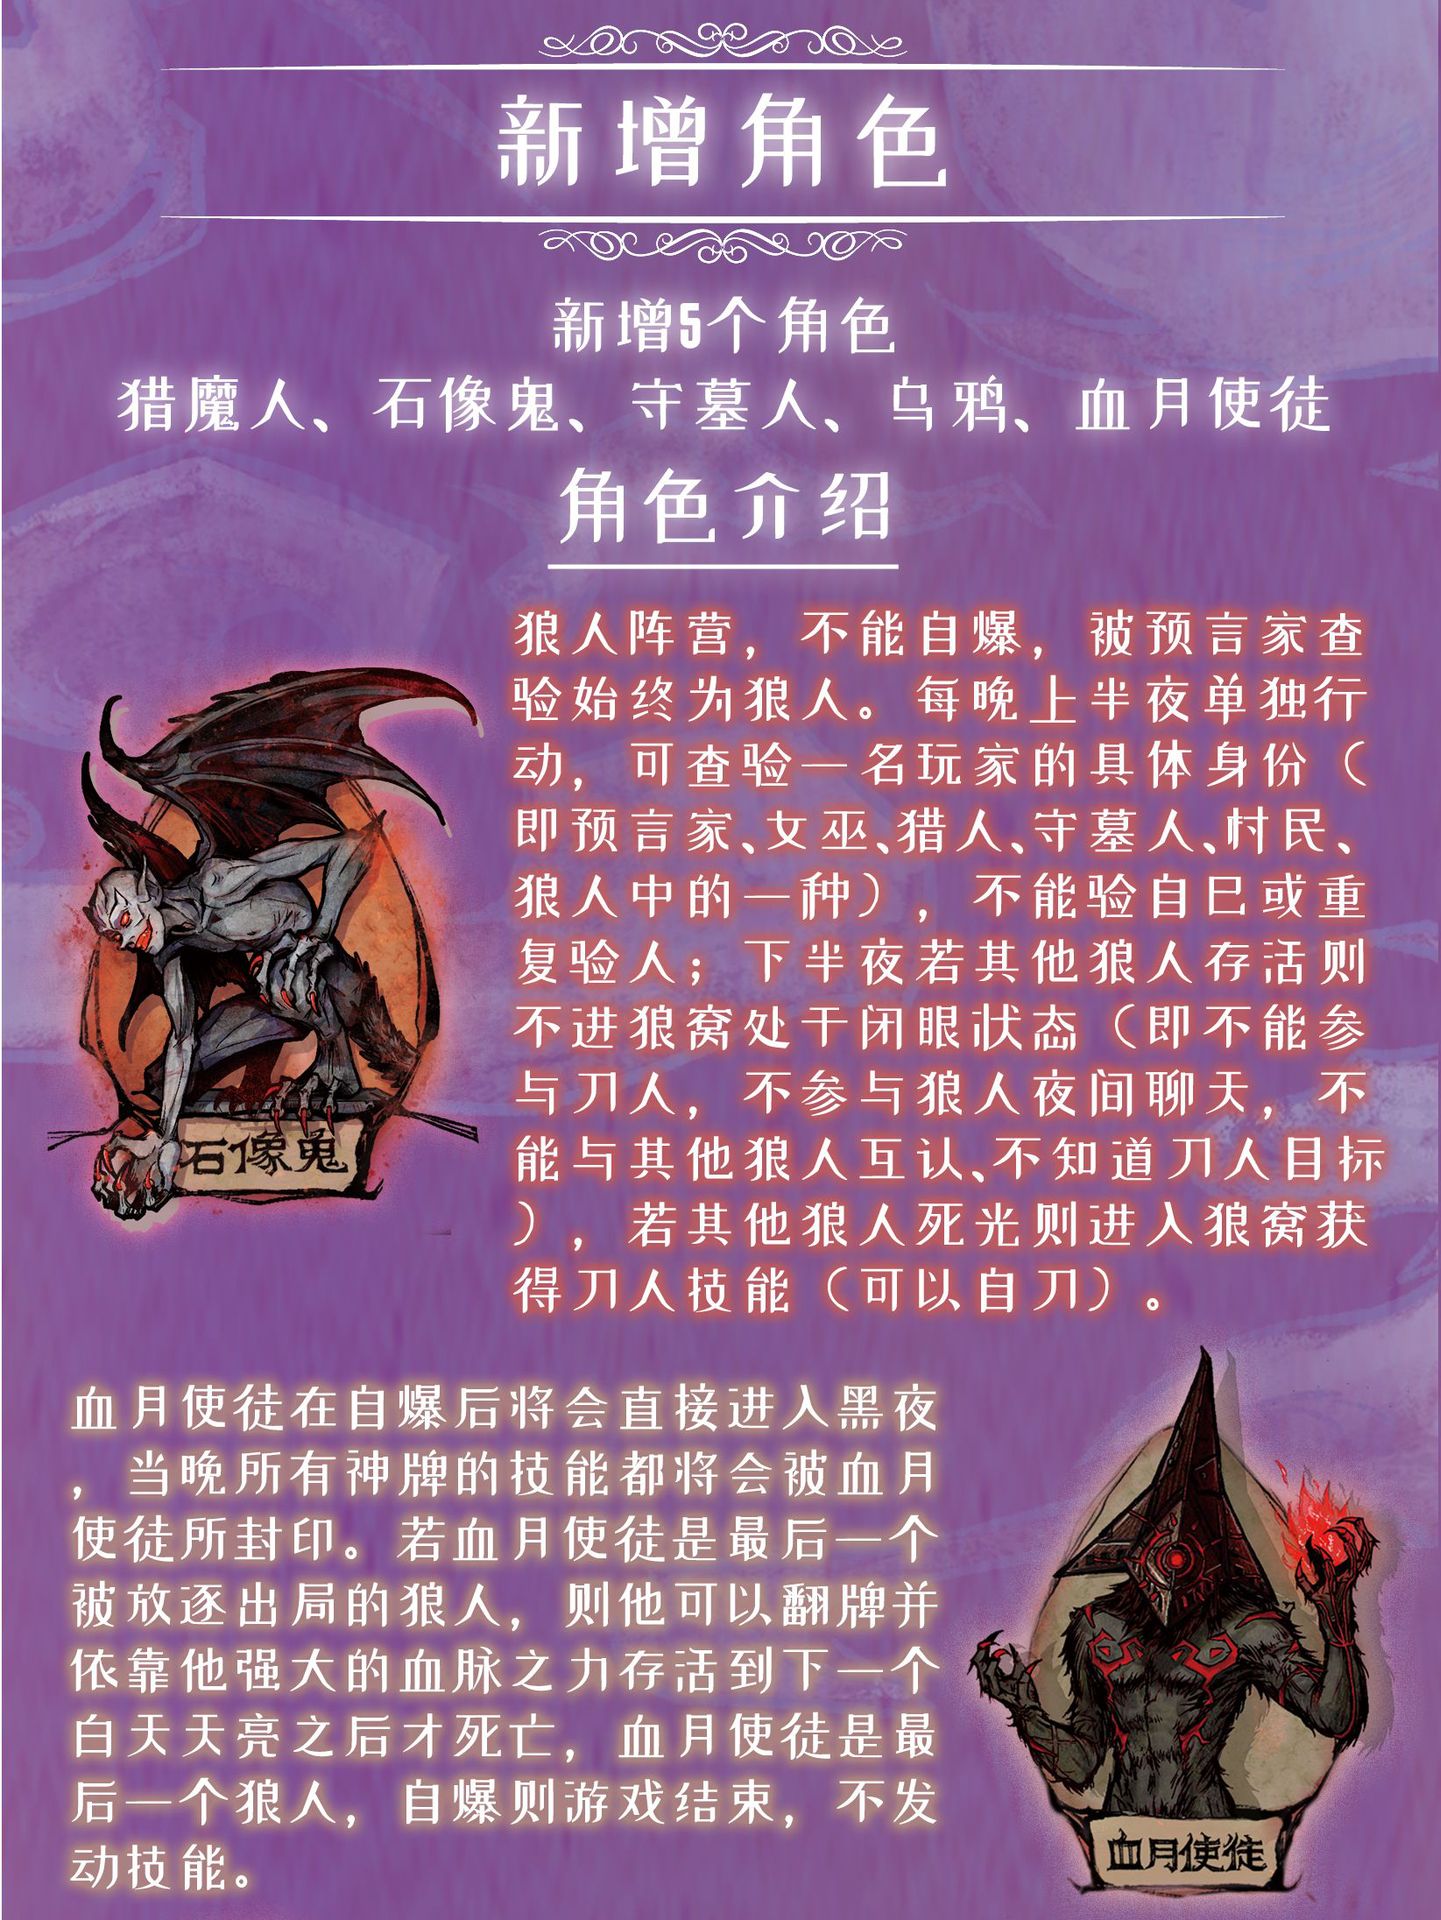 新增角色
新增5个角色
猎魔人、石像鬼、守墓人、乌鸦、血月使徒
角色介绍
狼人阵营，不能自爆，被预言家查
验始终为狼人。每晚上半夜单独行
动，可查验一名玩家的具体身份（
即预言家、女巫、猎人、守墓人、村民、
狼人中的一种），不能验自己或重
复验人；下半夜若其他狼人存活则
不进狼窝处于闭眼状态（即不能参
与刀人，不参与狼人夜间聊天，不
能与其他狼人互认、不知道刀人目标
），若其他狼人死光则进入狼窝获
得刀人技能（可以自刀）。
石像鬼
血月使徒在自爆后将会直接进入黑夜
，当晚所有神牌的技能都将会被血月
使徒所封印。若血月使徒是最后一个
被放逐出局的狼人，则他可以翻牌并
依靠他强大的血脉之力存活到下一个
白天天亮之后才死亡，血月使徒是最
后一个狼人，自爆则游戏结束，不发
动技能。
血月使徒